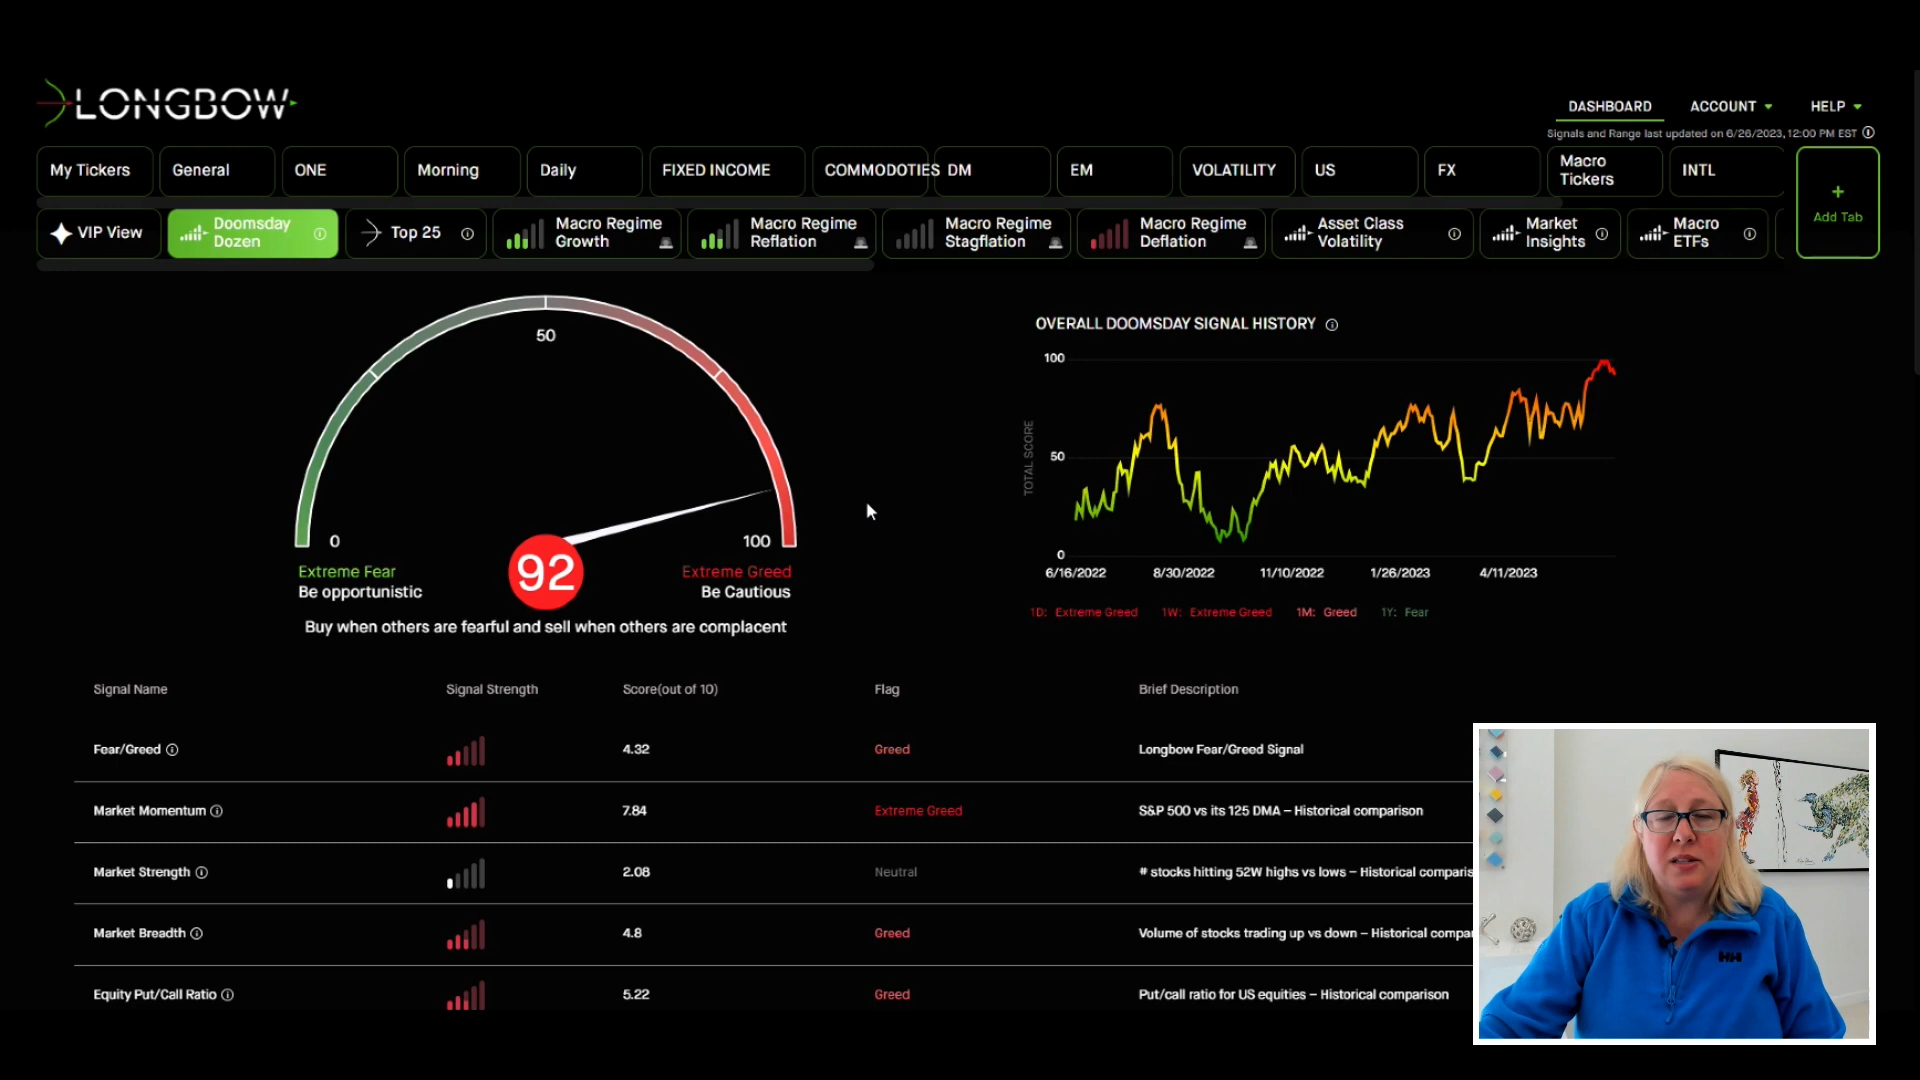 LONGBOW
DASHBOARD
ACCOUNT
HELP
Signals and Range last updated on 6/26/2023, 12:00 PM EST
My Tickers
General
ONE
Morning
Daily
FIXED INCOME
COMMODOTIES
DM
EM
VOLATILITY
US
FX
Macro
Tickers
INTL
+
Add Tab
VIP View
Doomsday
Dozen
Top 25
Macro Regime
Growth
Macro Regime
Reflation
Macro Regime
Stagflation
Macro Regime
Deflation
Asset Class
Volatility
Market
Insights
Macro
ETFs
50
0
100
Extreme Fear
Be opportunistic
92
Extreme Greed
Be Cautious
Buy when others are fearful and sell when others are complacent
OVERALL DOOMSDAY SIGNAL HISTORY
100
50
0
TOTAL SCORE
6/16/2022
8/30/2022
11/10/2022
1/26/2023
4/11/2023
1D: Extreme Greed
1W: Extreme Greed
1M: Greed
1Y: Fear
Signal Name
Signal Strength
Score(out of 10)
Flag
Brief Description
Fear/Greed
4.32
Greed
Longbow Fear/Greed Signal
Market Momentum
7.84
Extreme Greed
S&P 500 vs its 125 DMA – Historical comparison
Market Strength
2.08
Neutral
# stocks hitting 52W highs vs lows – Historical comparis
Market Breadth
4.8
Greed
Volume of stocks trading up vs down – Historical compar
Equity Put/Call Ratio
5.22
Greed
Put/call ratio for US equities – Historical comparison
HH